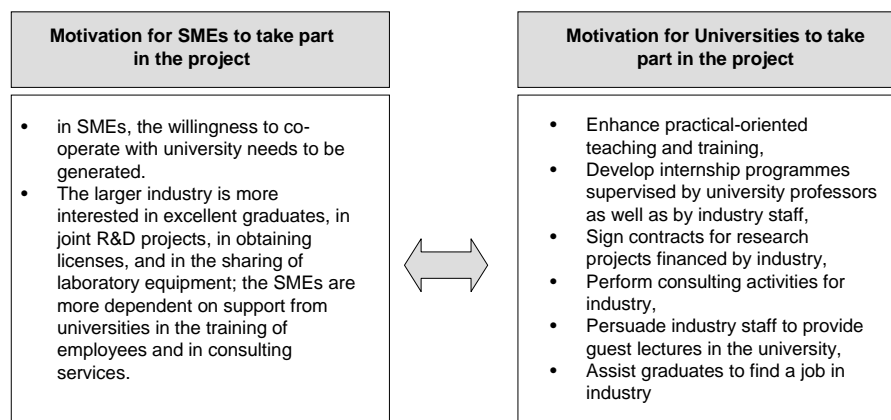 Motivation for SMEs to take part
in the project
• in SMEs, the willingness to co-
operate with university needs to be
generated.
• The larger industry is more
interested in excellent graduates, in
joint R&D projects, in obtaining
licenses, and in the sharing of
laboratory equipment; the SMEs are
more dependent on support from
universities in the training of
employees and in consulting
services.
Motivation for Universities to take
part in the project
• Enhance practical-oriented
teaching and training,
• Develop internship programmes
supervised by university professors
as well as by industry staff,
• Sign contracts for research
projects financed by industry,
• Perform consulting activities for
industry,
• Persuade industry staff to provide
guest lectures in the university,
• Assist graduates to find a job in
industry